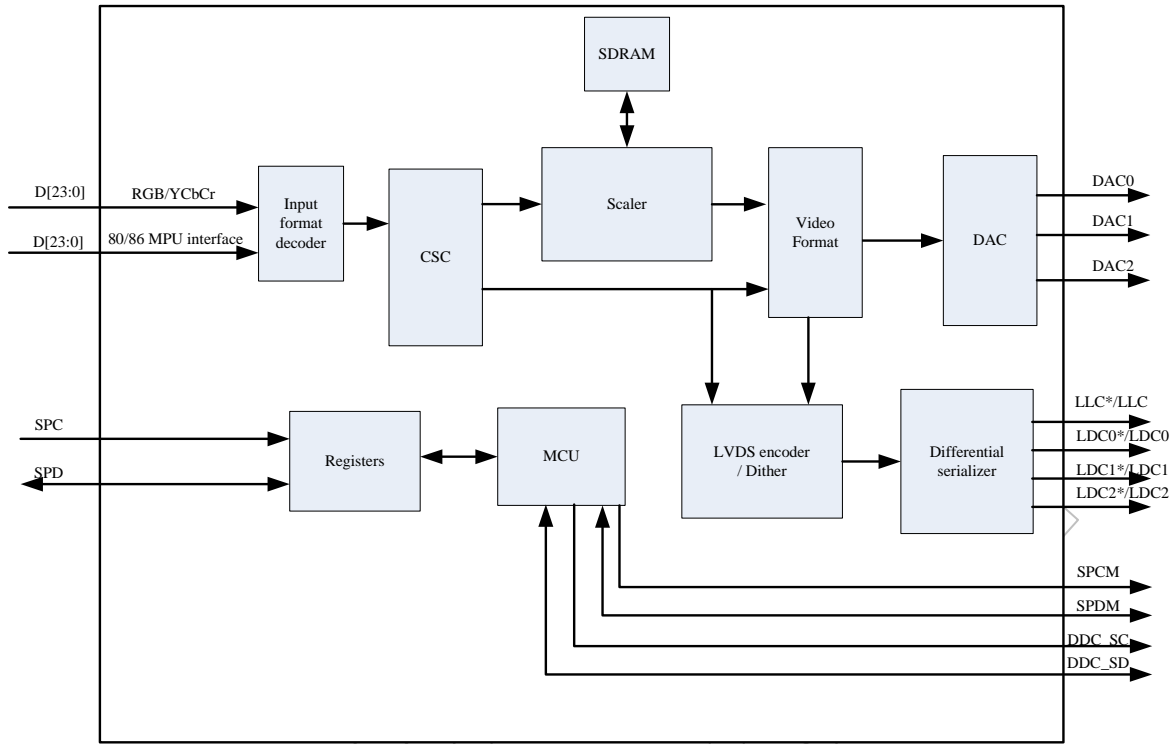 SDRAM
D[23:0]
RGB/YCbCr
D[23:0]
80/86 MPU interface
Input
format
decoder
CSC
Scaler
Video
Format
DAC
DAC0
DAC1
DAC2
SPC
SPD
Registers
MCU
LVDS encoder
/ Dither
Differential
serializer
LLC*/LLC
LDC0*/LDC0
LDC1*/LDC1
LDC2*/LDC2
SPCM
SPDM
DDC_SC
DDC_SD